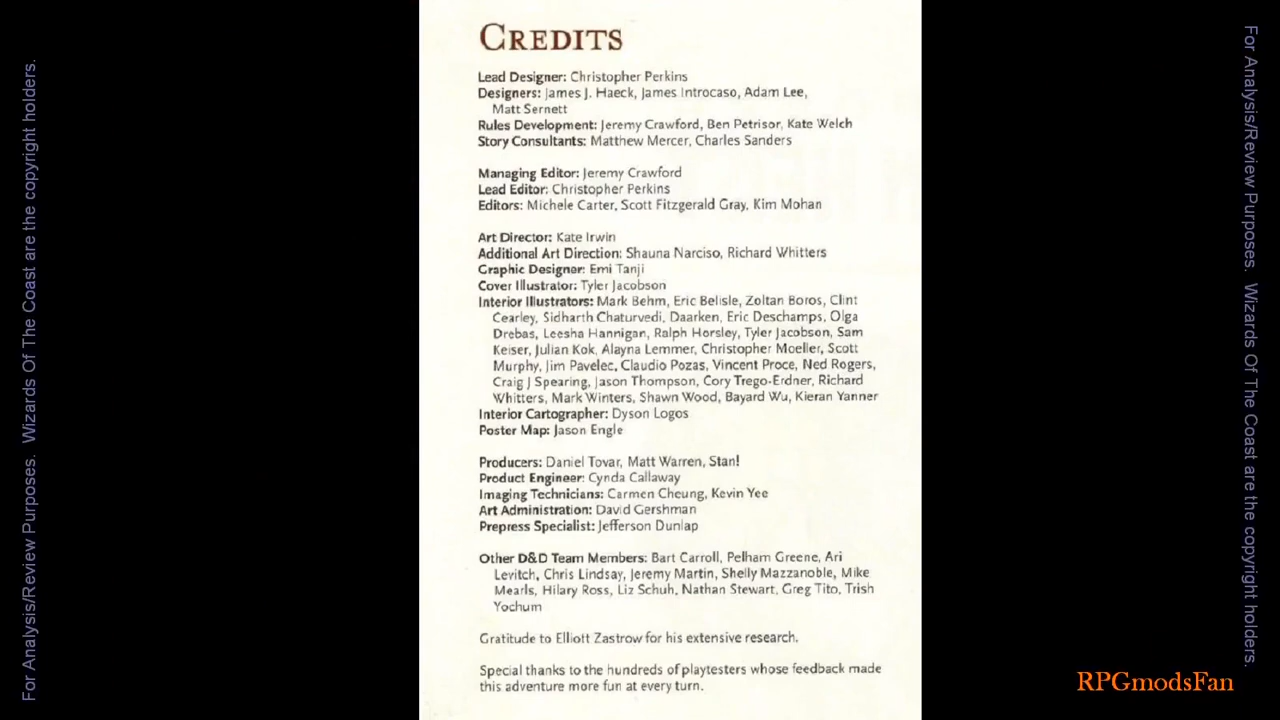 CREDITS
Lead Designer: Christopher Perkins
Designers: James J. Haeck, James Introcaso, Adam Lee,
Matt Sernett
Rules Development: Jeremy Crawford, Ben Petrisor, Kate Welch
Story Consultants: Matthew Mercer, Charles Sanders
Managing Editor: Jeremy Crawford
Lead Editor: Christopher Perkins
Editors: Michele Carter, Scott Fitzgerald Gray, Kim Mohan
Art Director: Kate Irwin
Additional Art Direction: Shauna Narciso, Richard Whitters
Graphic Designer: Emi Tanji
Cover Illustrator: Tyler Jacobson
Interior Illustrators: Mark Behm, Eric Belisle, Zoltan Boros, Clint
Cearley, Sidharth Chaturvedi, Daarken, Eric Deschamps, Olga
Drebas, Leesha Hannigan, Ralph Horsley, Tyler Jacobson, Sam
Keiser, Julian Kok, Alayna Lemmer, Christopher Moeller, Scott
Murphy, Jim Pavelec, Claudio Pozas, Vincent Proce, Ned Rogers,
Craig J Spearing, Jason Thompson, Cory Trego-Erdner, Richard
Whitters, Mark Winters, Shawn Wood, Bayard Wu, Kieran Yanner
Interior Cartographer: Dyson Logos
Poster Map: Jason Engle
Producers: Daniel Tovar, Matt Warren, Stan!
Product Engineer: Cynda Callaway
Imaging Technicians: Carmen Cheung, Kevin Yee
Art Administration: David Gershman
Prepress Specialist: Jefferson Dunlap
Other D&D Team Members: Bart Carroll, Pelham Greene, Ari
Levitch, Chris Lindsay, Jeremy Martin, Shelly Mazzanoble, Mike
Mearls, Hilary Ross, Liz Schuh, Nathan Stewart, Greg Tito, Trish
Yochum
Gratitude to Elliott Zastrow for his extensive research.
Special thanks to the hundreds of playtesters whose feedback made
this adventure more fun at every turn.
For Analysis/Review Purposes. Wizards Of The Coast are the copyright holders.
For Analysis/Review Purposes. Wizards Of The Coast are the copyright holders.
RPGmodsFan